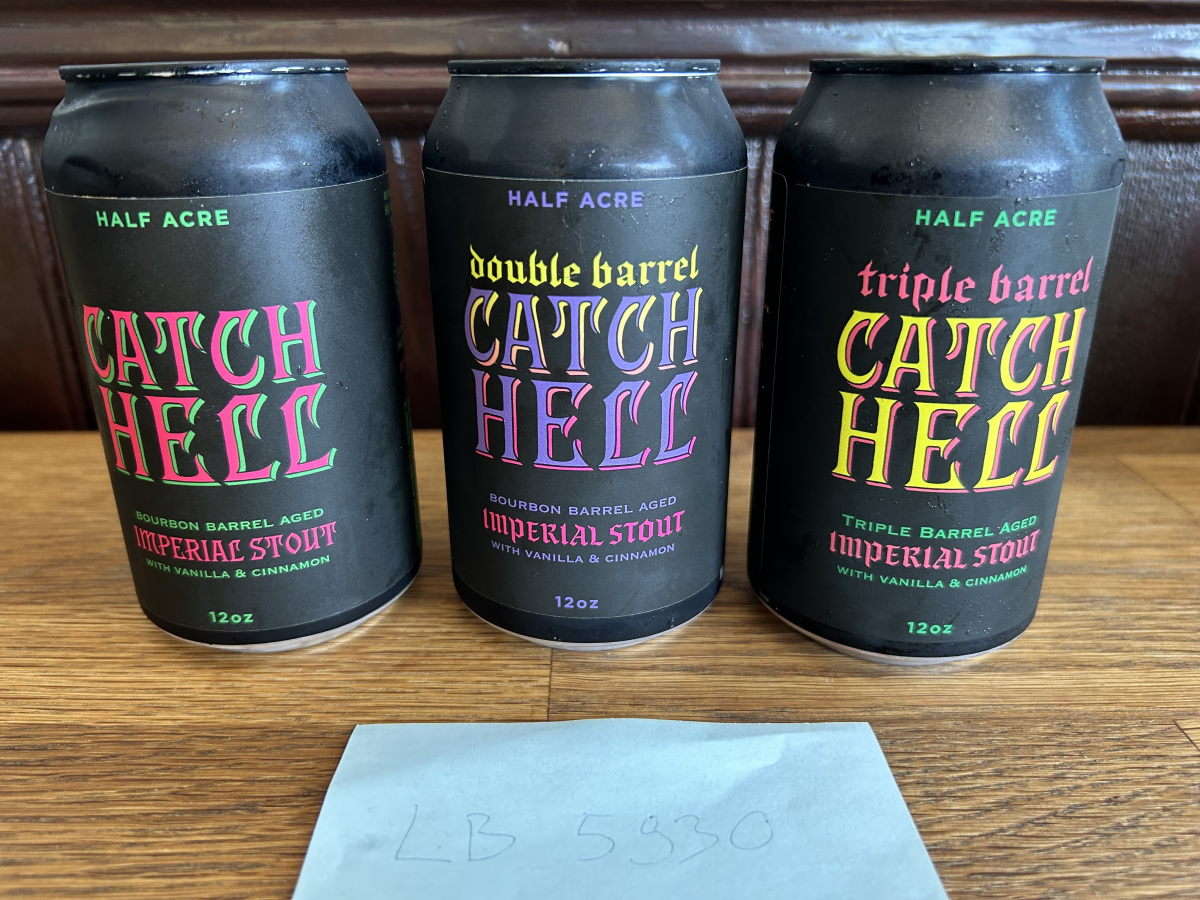 HALF ACRE
CATCH
HELL
BOURBON BARREL AGED
IMPERIAL STOUT
WITH VANILLA & CINNAMON
12oz
HALF ACRE
double barrel
CATCH
HELL
BOURBON BARREL AGED
IMPERIAL STOUT
WITH VANILLA & CINNAMON
12oz
HALF ACRE
triple barrel
CATCH
HELL
TRIPLE BARREL AGED
IMPERIAL STOUT
WITH VANILLA & CINNAMON
12oz
LB 5930